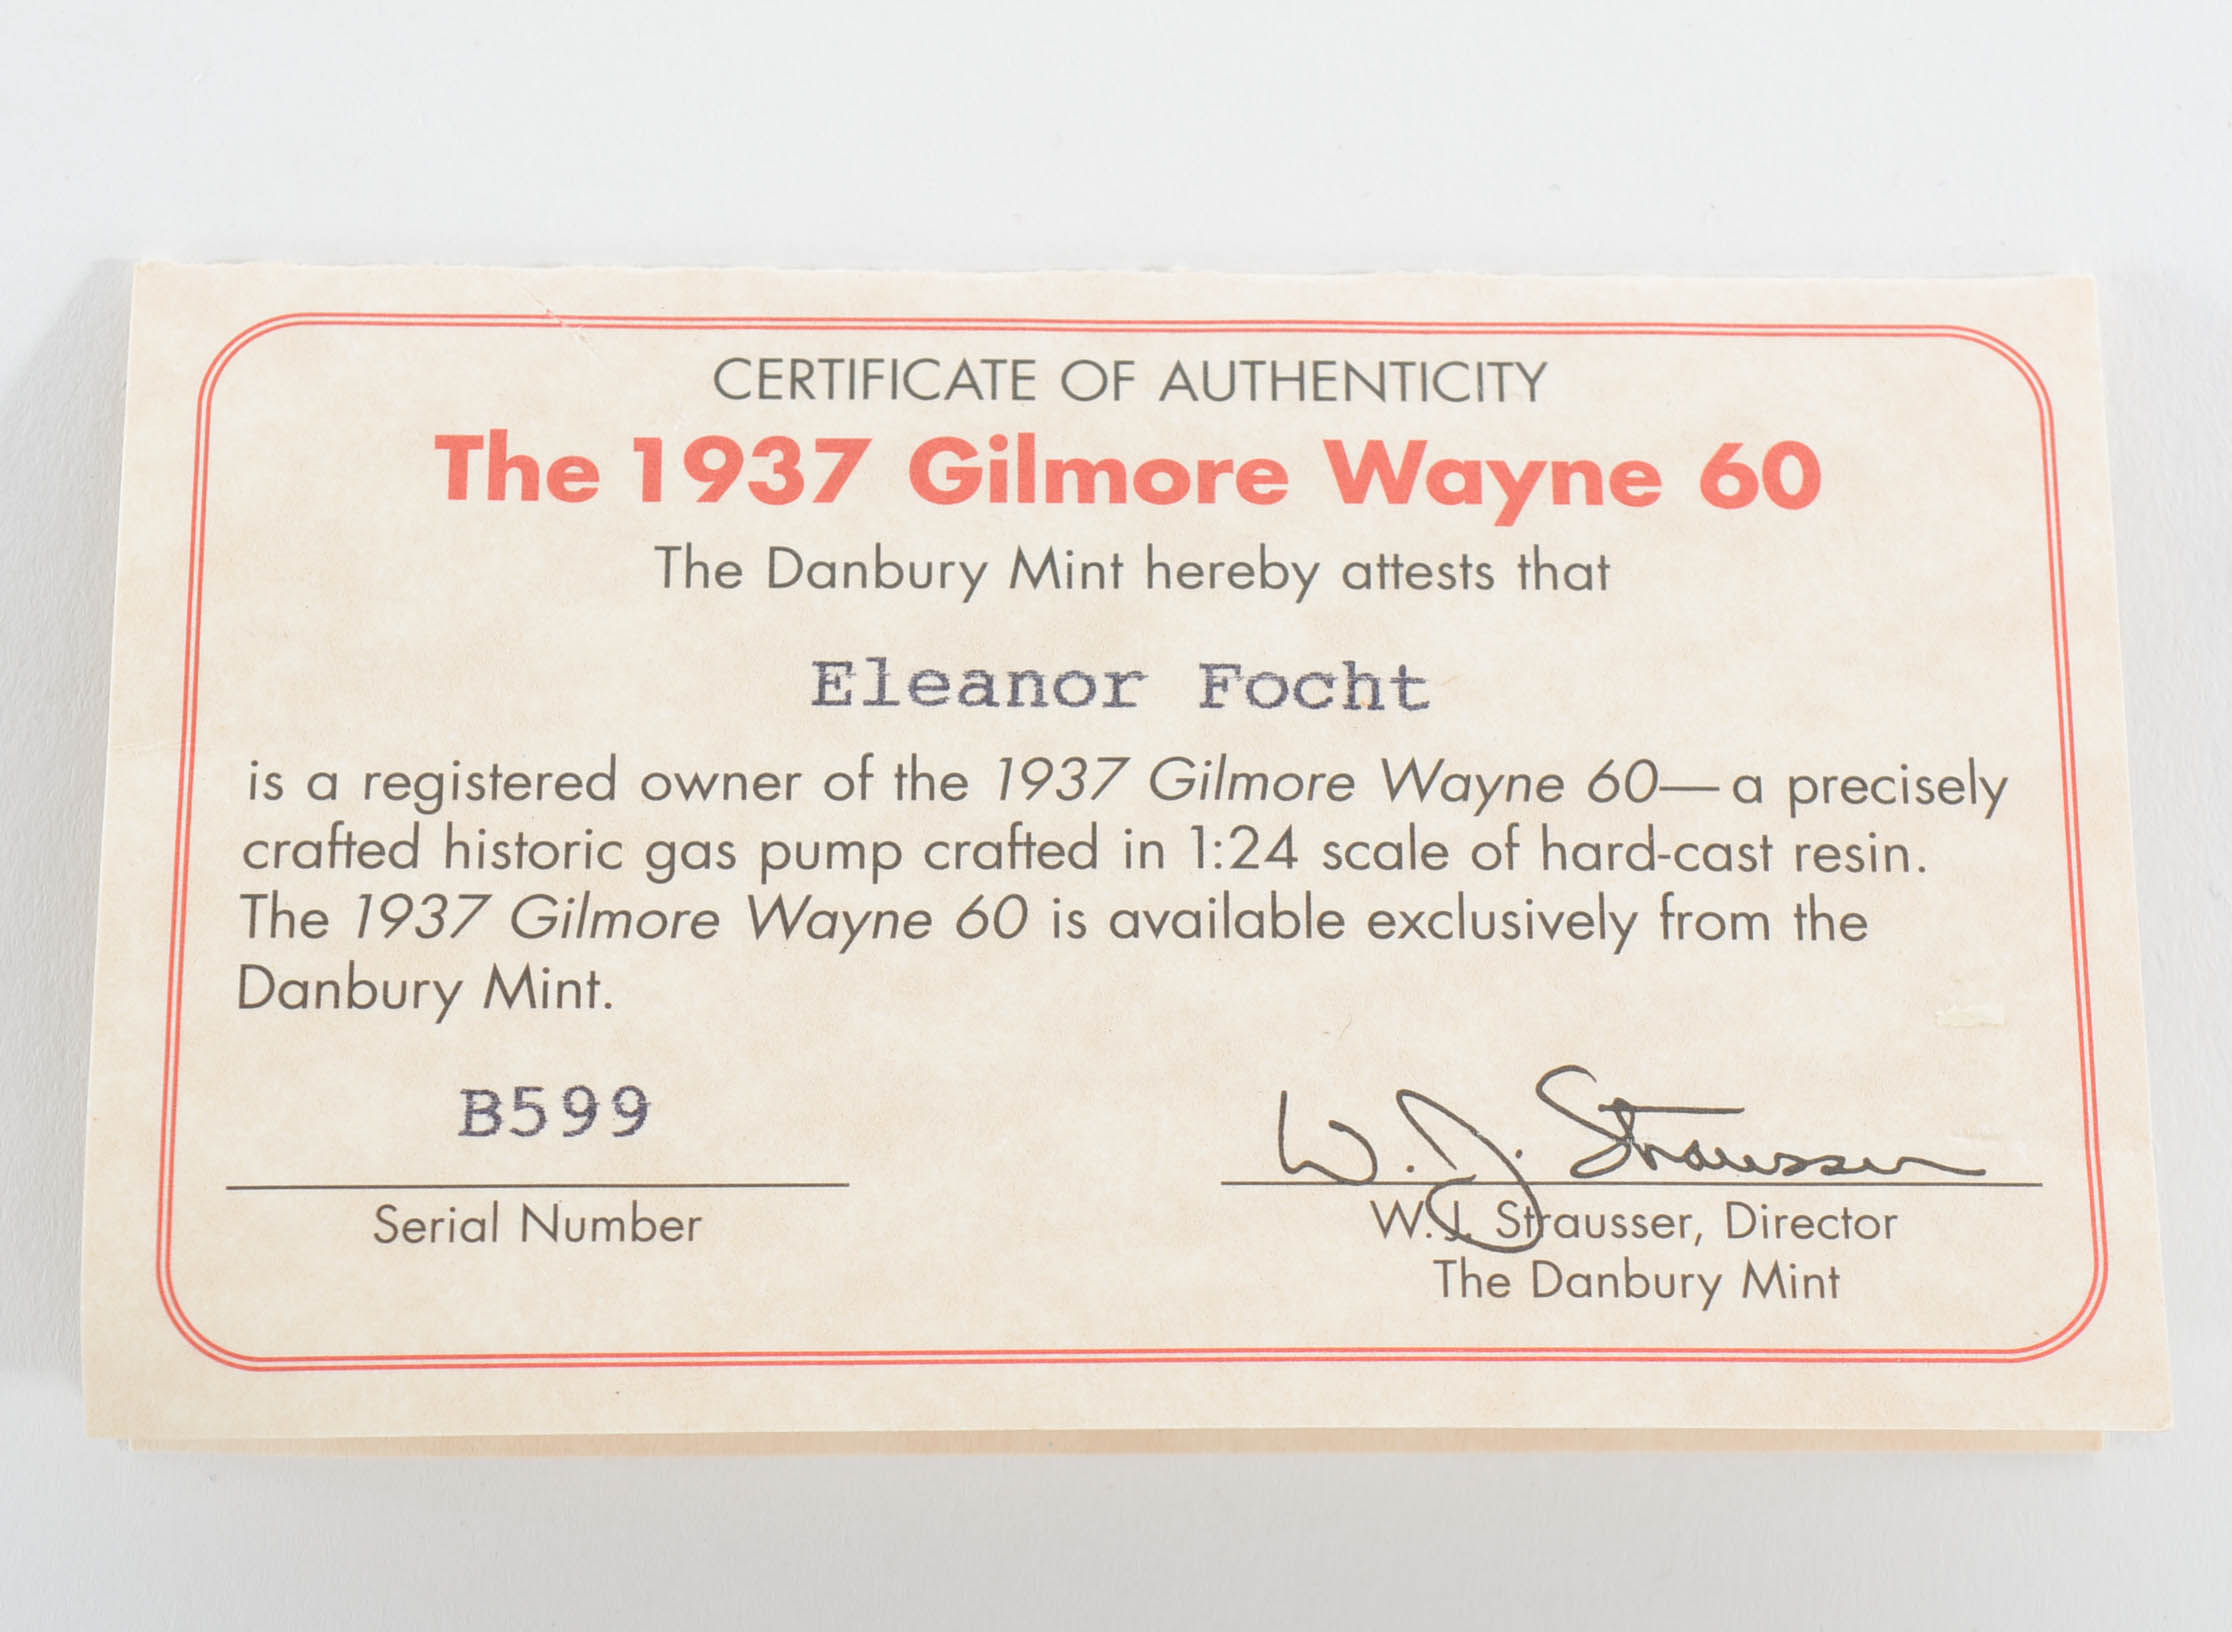 CERTIFICATE OF AUTHENTICITY
The 1937 Gilmore Wayne 60
The Danbury Mint hereby attests that
Eleanor Focht
is a registered owner of the 1937 Gilmore Wayne 60—a precisely
crafted historic gas pump crafted in 1:24 scale of hard-cast resin.
The 1937 Gilmore Wayne 60 is available exclusively from the
Danbury Mint.
B599
Serial Number
W. J. Strausser
W.J. Strausser, Director
The Danbury Mint